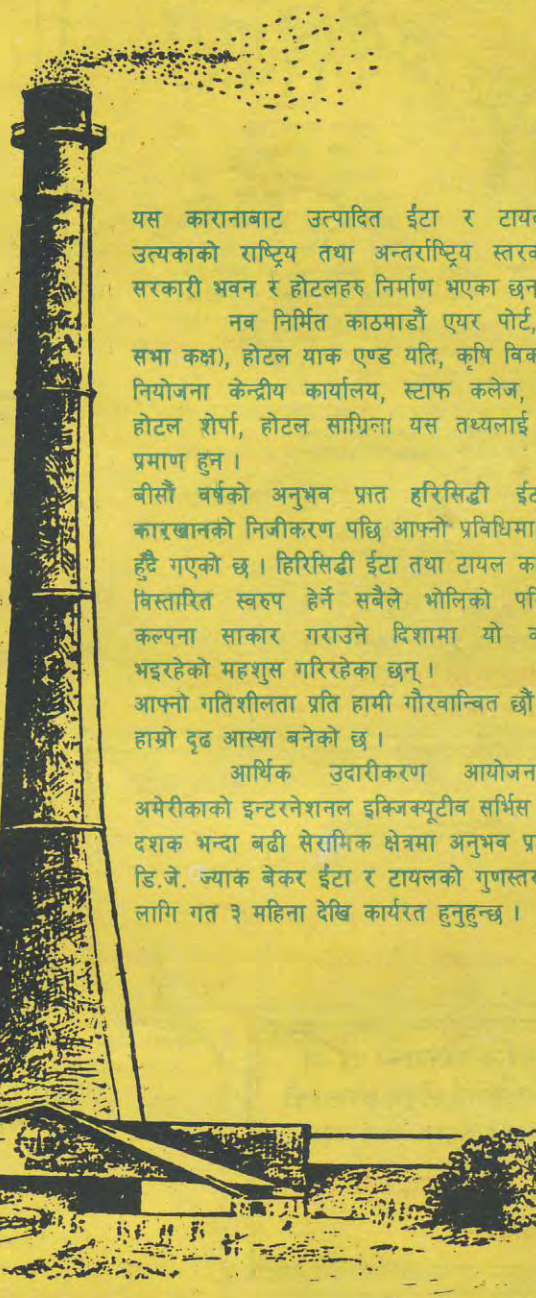 यस कारानाबाट उत्पादित ईंटा र टायल
उत्यकाको राष्ट्रिय तथा अन्तर्राष्ट्रिय स्तरक
सरकारी भवन र होटलहरु निर्माण भएका छन
नव निर्मित काठमाडौं एयर पोर्ट,
सभा कक्ष), होटल याक एण्ड यति, कृषि विक
नियोजना केन्द्रीय कार्यालय, स्टाफ कलेज,
होटल शेर्पा, होटल साग्रिला यस तथ्यलाई
प्रमाण हुन ।
बीसौं वर्षको अनुभव प्रात हरिसिद्धी ईट
कारखानको निजीकरण पछि आफ्नो प्रविधिमा
हुँदै गएको छ । हिरिसिद्धी ईटा तथा टायल क
विस्तारित स्वरुप हेर्ने सबैले भोलिको परि
कल्पना साकार गराउने दिशामा यो क
भइरहेको महशुस गरिरहेका छन् ।
आफ्नो गतिशीलता प्रति हामी गौरवान्चित छौं
हाम्रो दृढ आस्था बनेको छ ।
आर्थिक उदारीकरण आयोजन
अमेरीकाको इन्टरनेशनल इक्जिक्यूटीव सर्भिस
दशक भन्दा बढी सेरामिक क्षेत्रमा अनुभव प्र
डि.जे. ज्याक बेकर ईंटा र टायलको गुणस्तर
लागि गत ३ महिना देखि कार्यरत हुनुहुन्छ ।